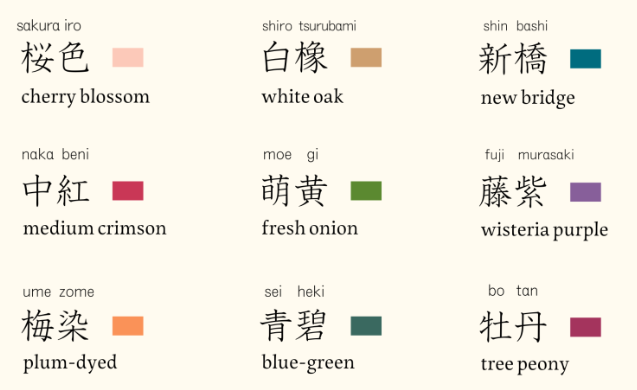 sakura iro
桜色
cherry blossom
shiro tsurubami
白橡
white oak
shin bashi
新橋
new bridge
naka beni
中紅
medium crimson
moe gi
萌黄
fresh onion
fuji murasaki
藤紫
wisteria purple
ume zome
梅染
plum-dyed
sei heki
青碧
blue-green
bo tan
牡丹
tree peony